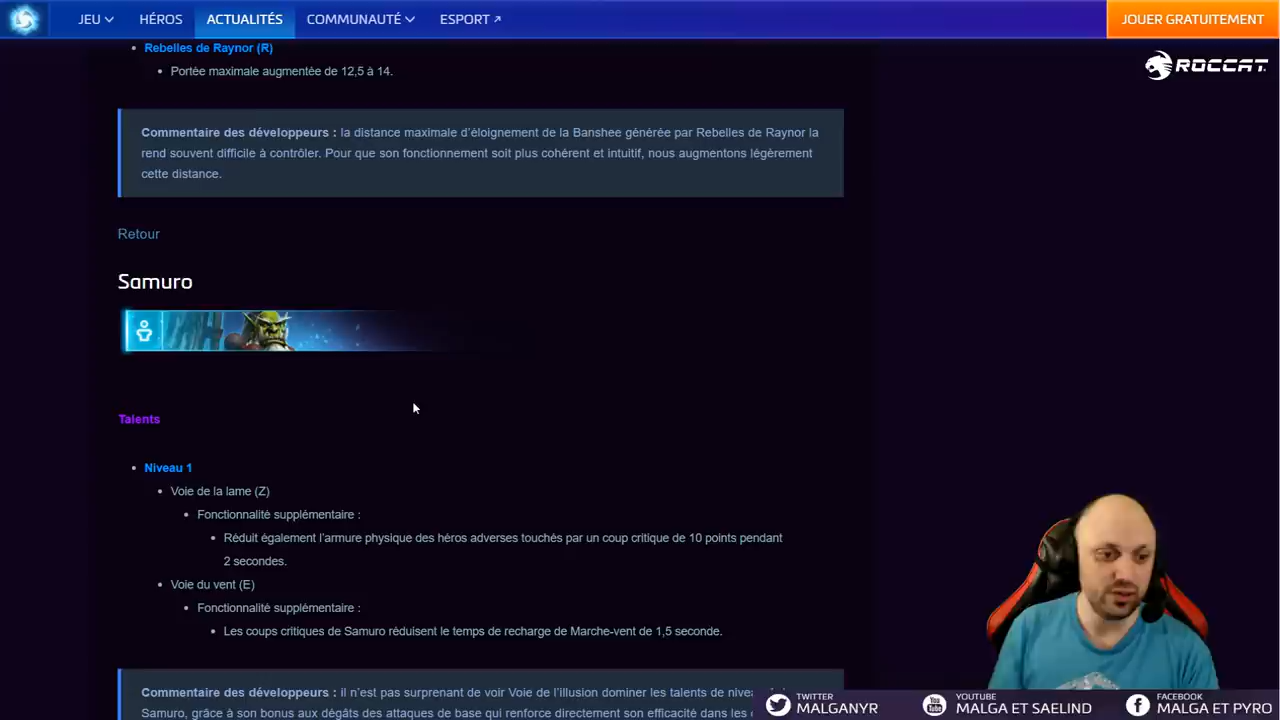 JEU HÉROS ACTUALITÉS COMMUNAUTÉ ESPORT JOUER GRATUITEMENT
Rebelles de Raynor (R)
ROCCAT
Portée maximale augmentée de 12,5 à 14.
Commentaire des développeurs : la distance maximale d'éloignement de la Banshee générée par Rebelles de Raynor la
rend souvent difficile à contrôler. Pour que son fonctionnement soit plus cohérent et intuitif, nous augmentons légèrement
cette distance.
Retour
Samuro
Talents
Niveau 1
Voie de la lame (Z)
Fonctionnalité supplémentaire :
Réduit également l'armure physique des héros adverses touchés par un coup critique de 10 points pendant
2 secondes.
Voie du vent (E)
Fonctionnalité supplémentaire :
Les coups critiques de Samuro réduisent le temps de recharge de Marche-vent de 1,5 seconde.
Commentaire des développeurs : il n'est pas surprenant de voir Voie de l'illusion dominer les talents de
Samuro, grâce à son bonus aux dégâts des attaques de base qui renforce directement son efficacité dans les
TWITTER
MALGANYR
YOUTUBE
MALGA ET SAELIND
FACEBOOK
MALGA ET PYRO